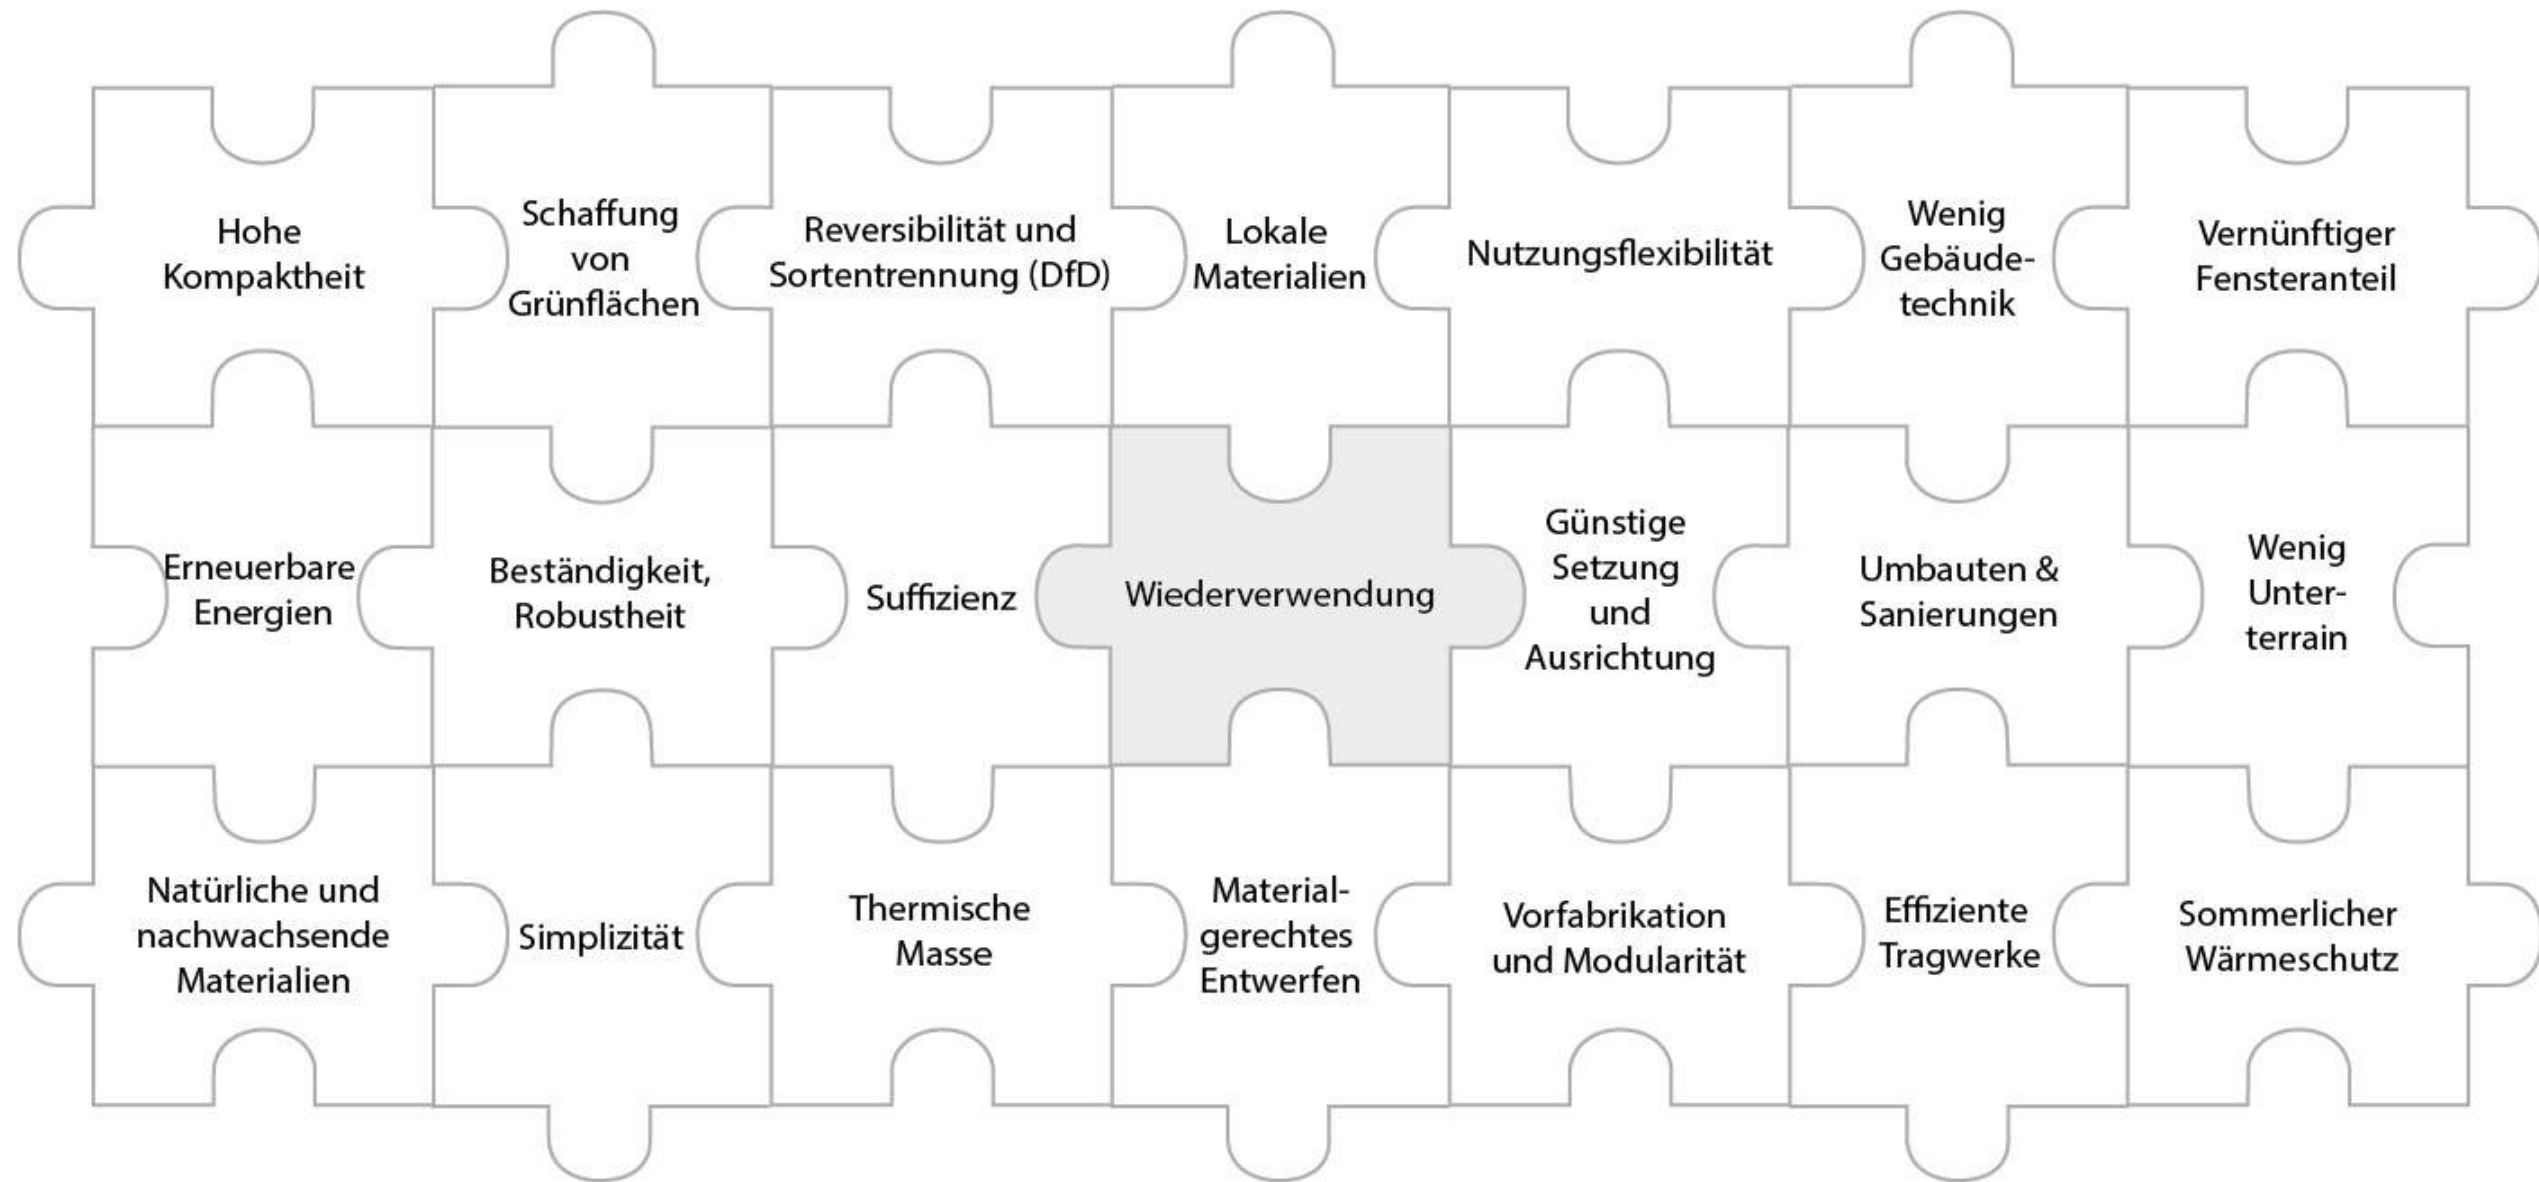 Hohe
Kompaktheit
Schaffung
von
Grünflächen
Reversibilität und
Sortentrennung (DfD)
Lokale
Materialien
Nutzungsflexibilität
Wenig
Gebäude-
technik
Vernünftiger
Fensteranteil
Erneuerbare
Energien
Beständigkeit,
Robustheit
Suffizienz
Wiederverwendung
Günstige
Setzung
und
Ausrichtung
Umbauten &
Sanierungen
Wenig
Unter-
terrain
Natürliche und
nachwachsende
Materialien
Simplizität
Thermische
Masse
Material-
gerechtes
Entwerfen
Vorfabrikation
und Modularität
Effiziente
Tragwerke
Sommerlicher
Wärmeschutz